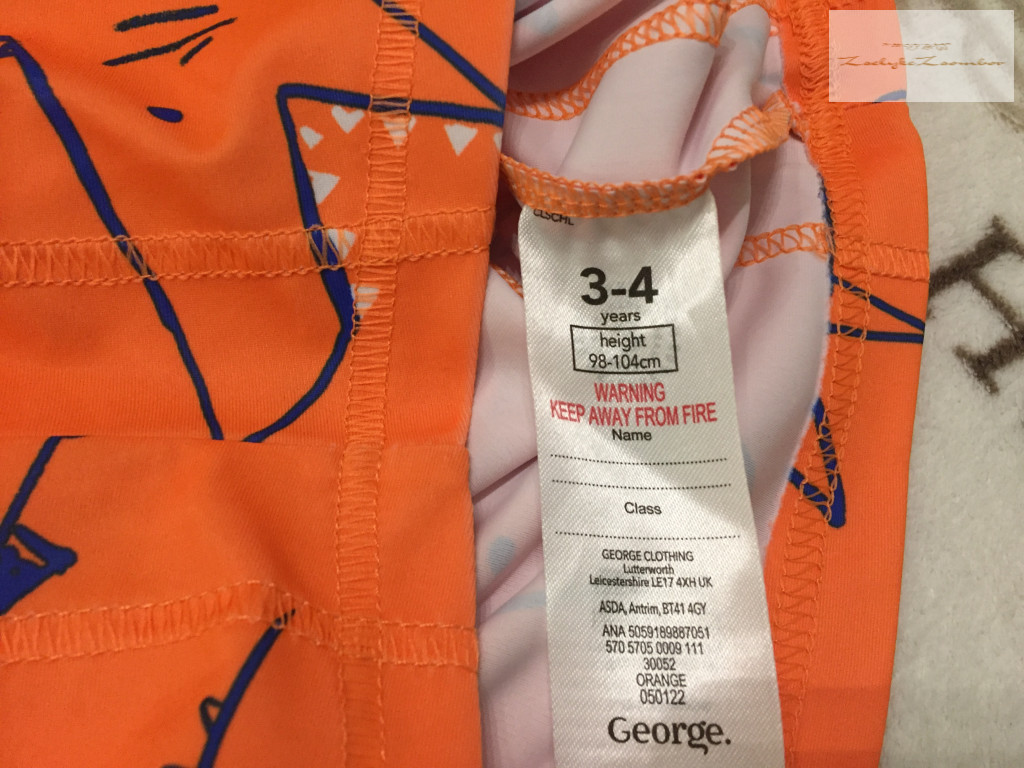 CLSCHL
3-4
years
height
98-104cm
WARNING
KEEP AWAY FROM FIRE
Name
Class
GEORGE CLOTHING
Lutterworth
Leicestershire LE17 4XH UK
ASDA, Antrim, BT41 4GY
ANA 5059189887051
570 5705 0009 111
30052
ORANGE
050122
George.
H